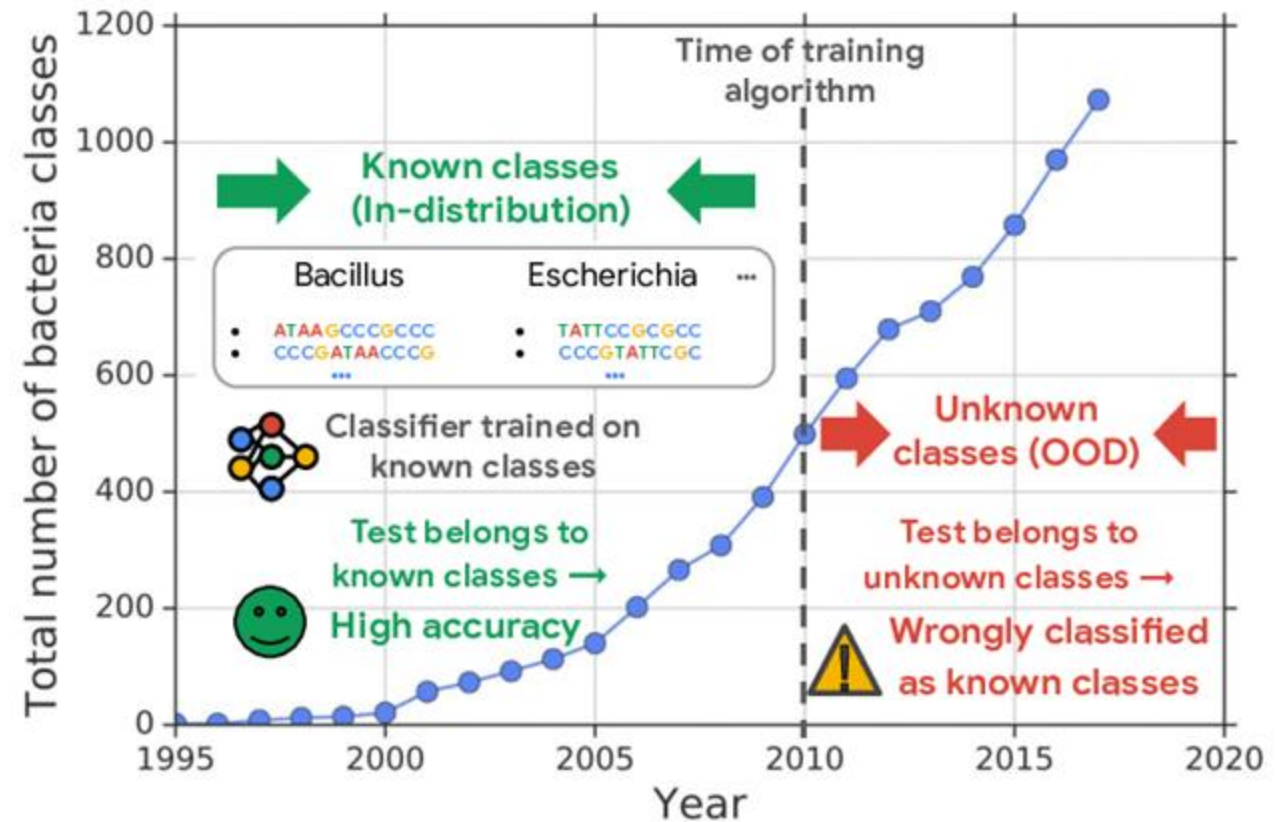 Total number of bacteria classes
1200
1000
800
600
400
200
0
Time of training
algorithm
Known classes
(In-distribution)
Bacillus
Escherichia
...
• ATAAGCCCGCCC
• CCCGATAACCCG
...
• TATTCCGCGCC
• CCCGTATTCGC
...
Classifier trained on
known classes
Test belongs to
known classes →
High accuracy
Unknown
classes (OOD)
Test belongs to
unknown classes →
!
Wrongly classified
as known classes
1995
2000
2005
2010
2015
2020
Year